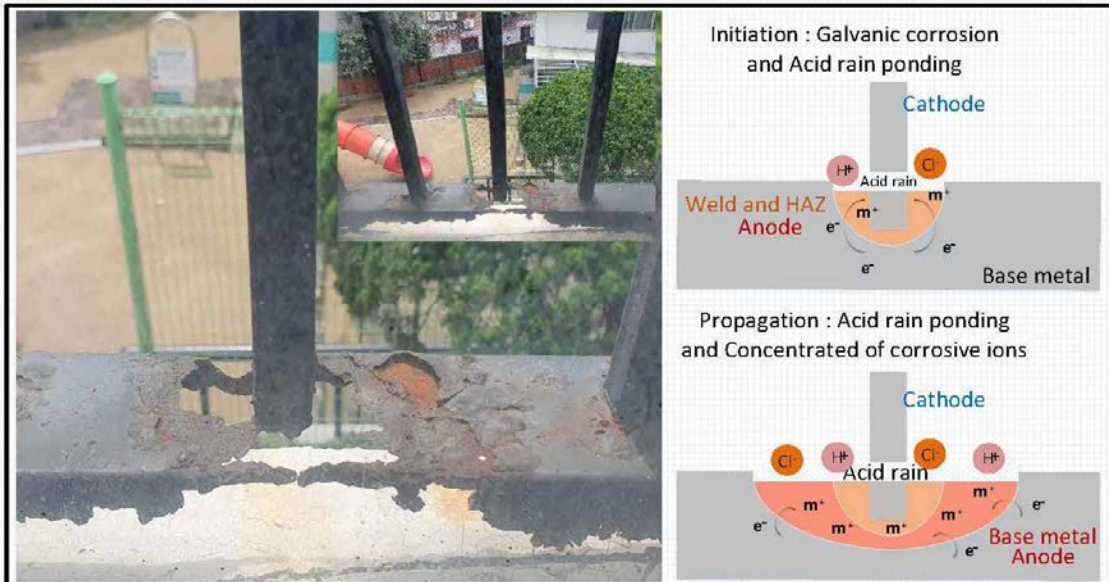 Initiation : Galvanic corrosion
and Acid rain ponding
Cathode
H+
Cl-
Acid rain
m+
Weld and HAZ
m+
Anode
e-
e-
e-
Base metal
Propagation : Acid rain ponding
and Concentrated of corrosive ions
Cathode
Cl-
H+
Cl-
H+
Acid rain
m+
m+
m+
e-
e-
m+
m+
m+
Base metal
e-
Anode